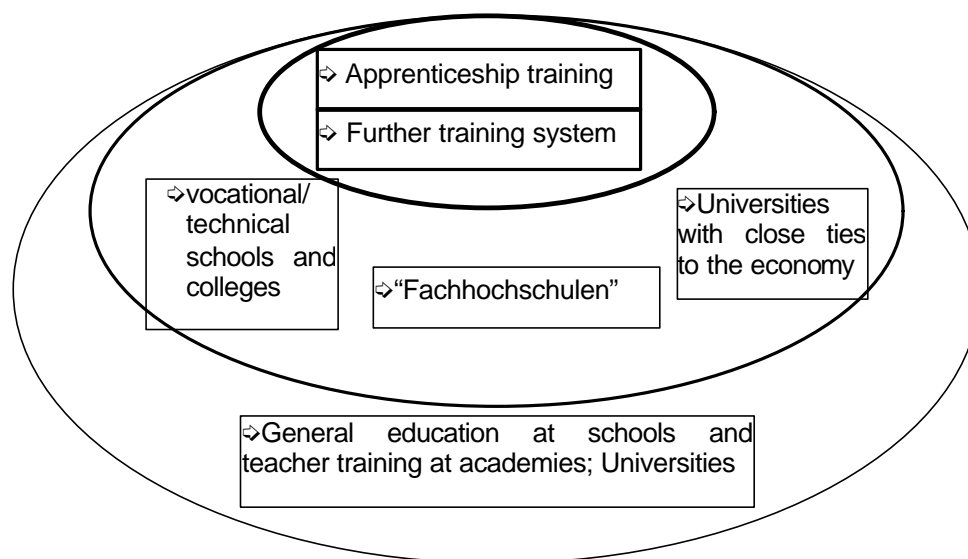 ➪ Apprenticeship training
➪ Further training system
➪vocational/
technical
schools and
colleges
➪Universities
with close ties
to the economy
➪“Fachhochschulen”
➪General education at schools and
teacher training at academies; Universities